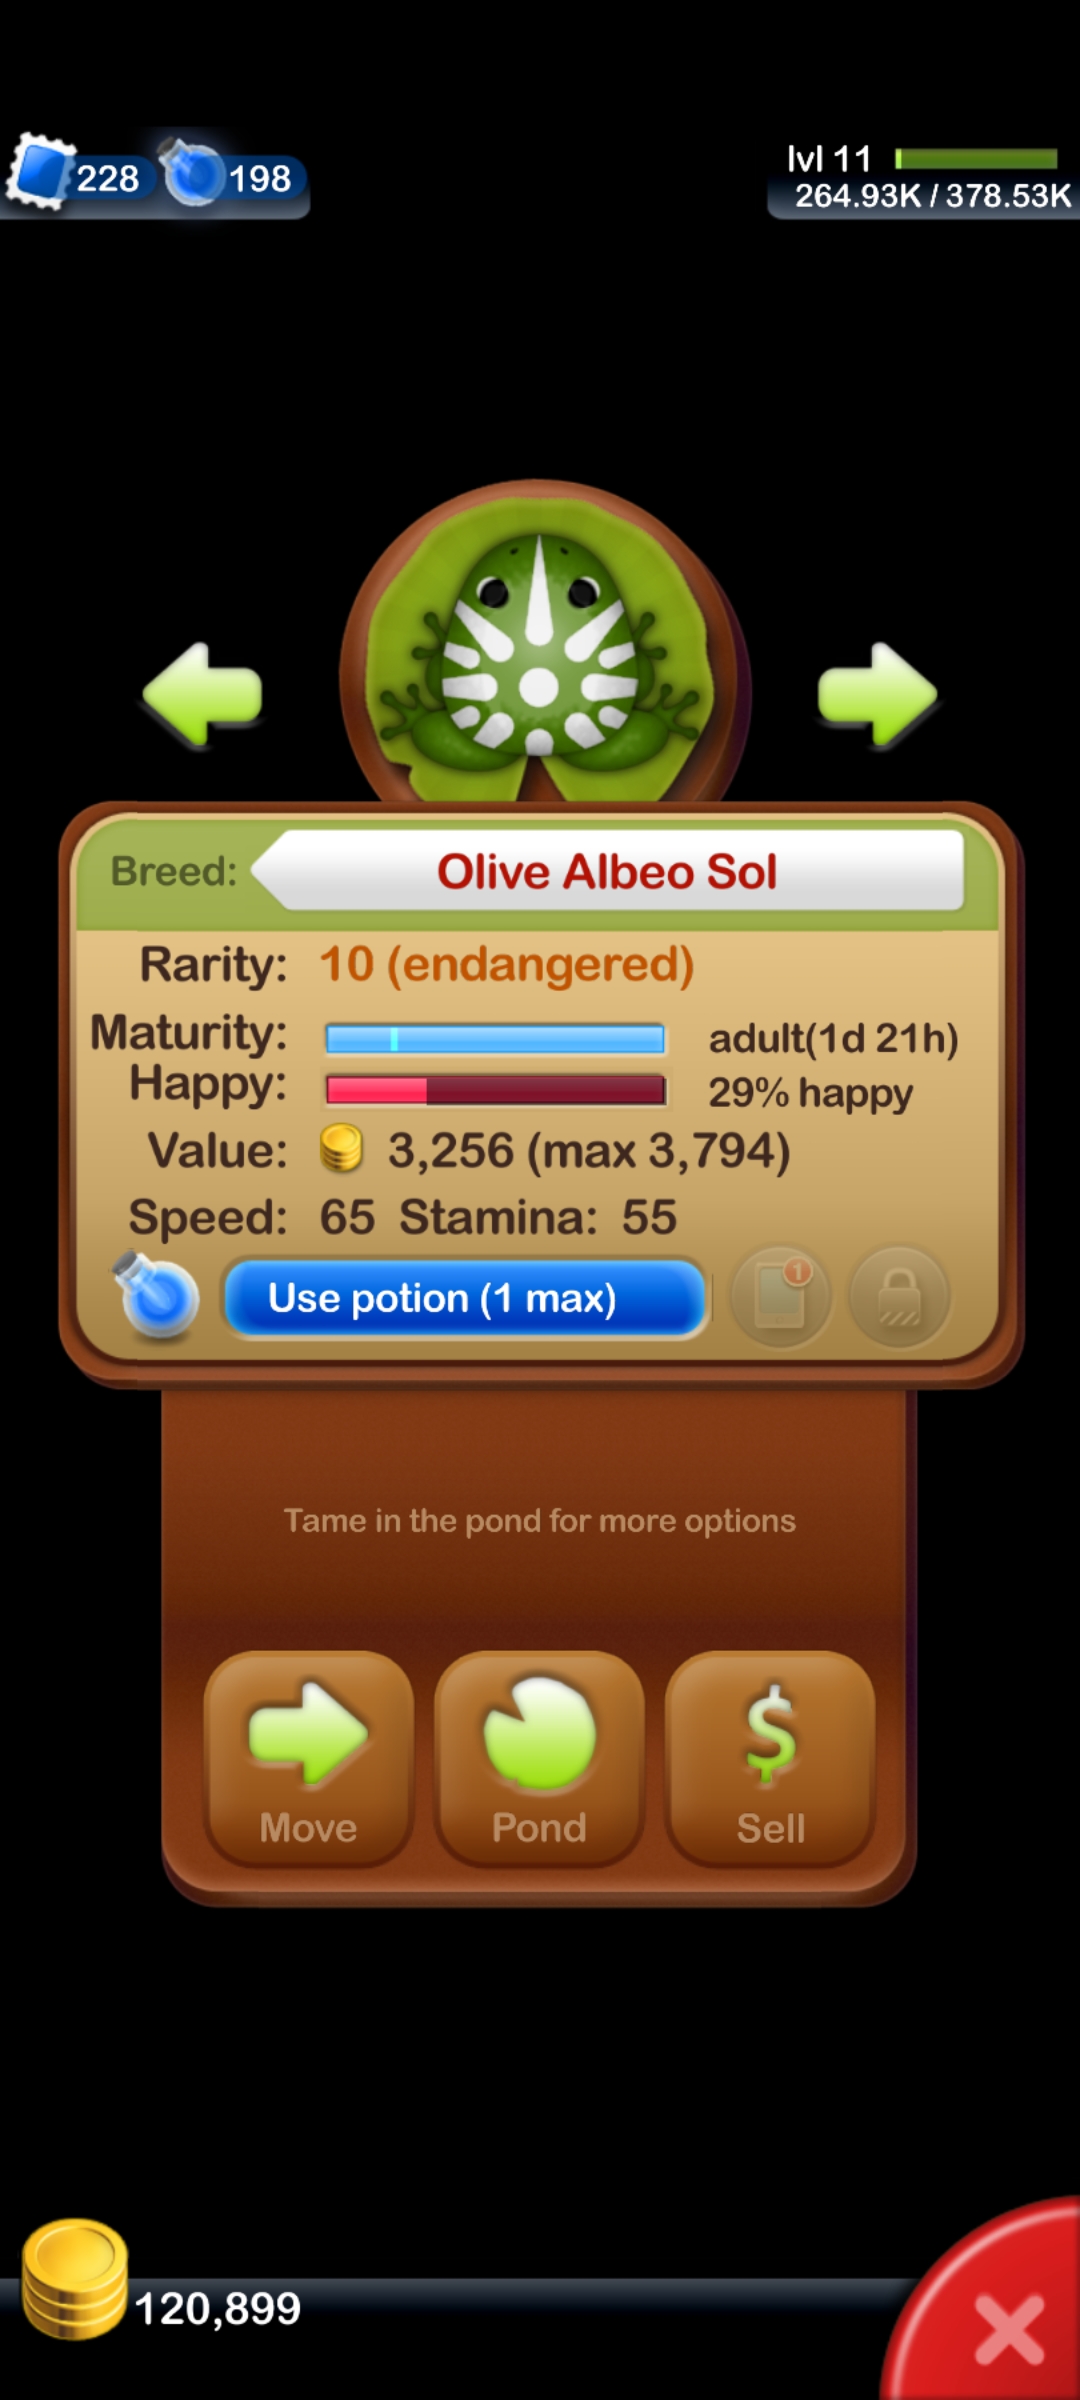 228 198
lvl 11
264.93K / 378.53K
Breed: Olive Albeo Sol
Rarity: 10 (endangered)
Maturity: adult(1d 21h)
Happy: 29% happy
Value: 3,256 (max 3,794)
Speed: 65 Stamina: 55
Use potion (1 max) 1
Tame in the pond for more options
Move Pond $ Sell
120,899